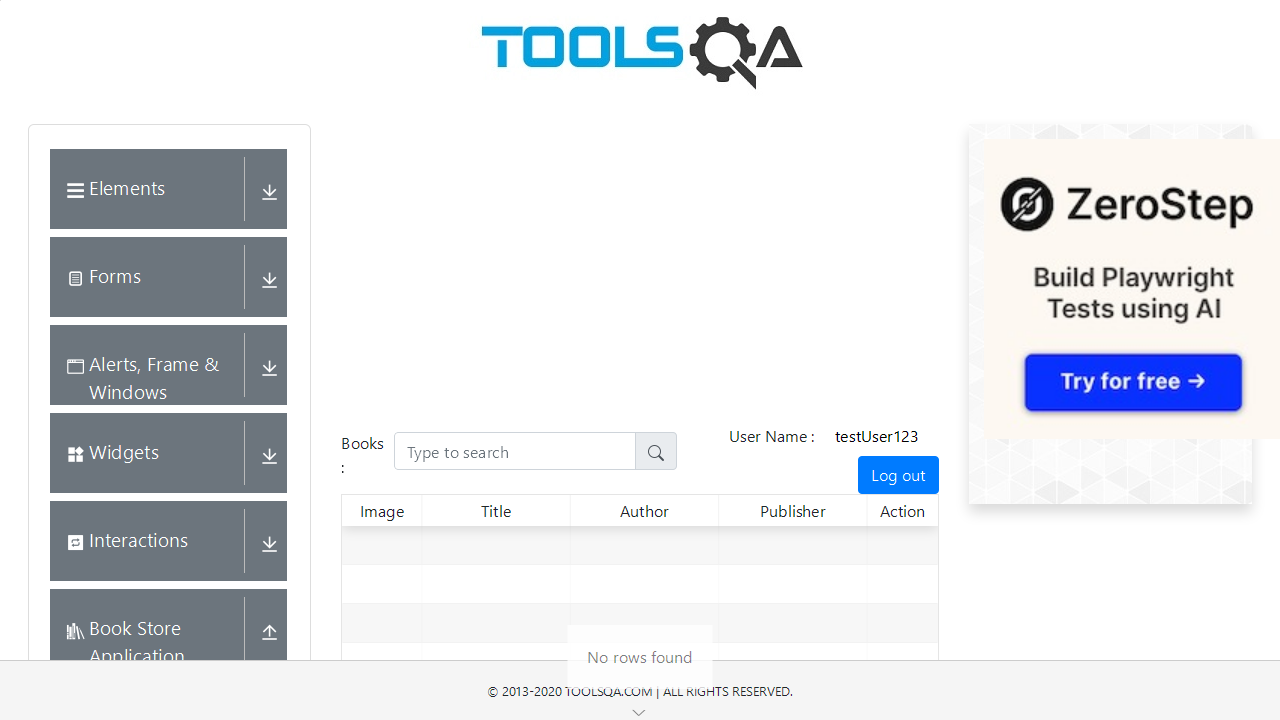 TOOLSQA
Elements
Forms
Alerts, Frame &
Windows
Widgets
Interactions
Book Store
Application
Books
:
Type to search
User Name :
testUser123
Log out
Image
Title
Author
Publisher
Action
No rows found
ZeroStep
Build Playwright
Tests using AI
Try for free →
© 2013-2020 TOOLSQA.COM | ALL RIGHTS RESERVED.